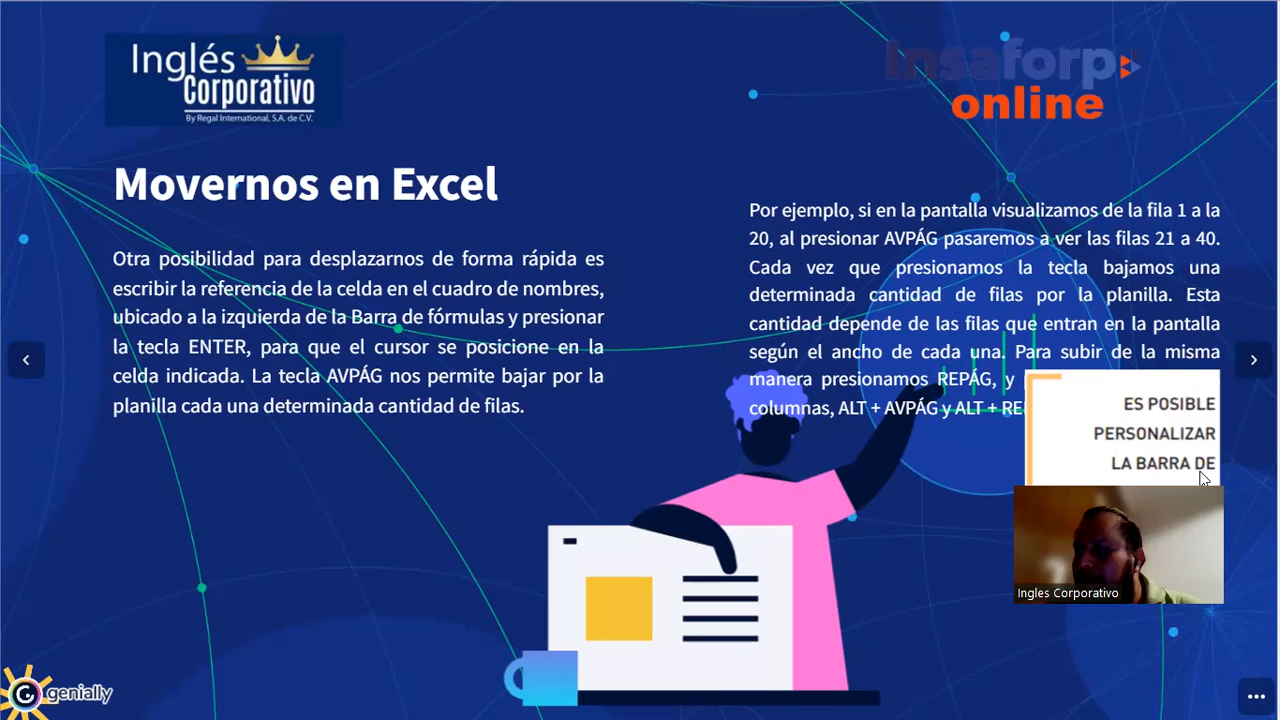 Inglés
Corporativo
By Regal International, S.A. de C.V.
Insaforp
online
Movernos en Excel
Otra posibilidad para desplazarnos de forma rápida es
escribir la referencia de la celda en el cuadro de nombres,
ubicado a la izquierda de la Barra de fórmulas y presionar
la tecla ENTER, para que el cursor se posicione en la
celda indicada. La tecla AVPÁG nos permite bajar por la
planilla cada una determinada cantidad de filas.
Por ejemplo, si en la pantalla visualizamos de la fila 1 a la
20, al presionar AVPÁG pasaremos a ver las filas 21 a 40.
Cada vez que presionamos la tecla bajamos una
determinada cantidad de filas por la planilla. Esta
cantidad depende de las filas que entran en la pantalla
según el ancho de cada una. Para subir de la misma
manera presionamos REPÁG, y
columnas, ALT + AVPÁG y ALT +
ES POSIBLE
PERSONALIZAR
LA BARRA DE
Ingles Corporativo
genially